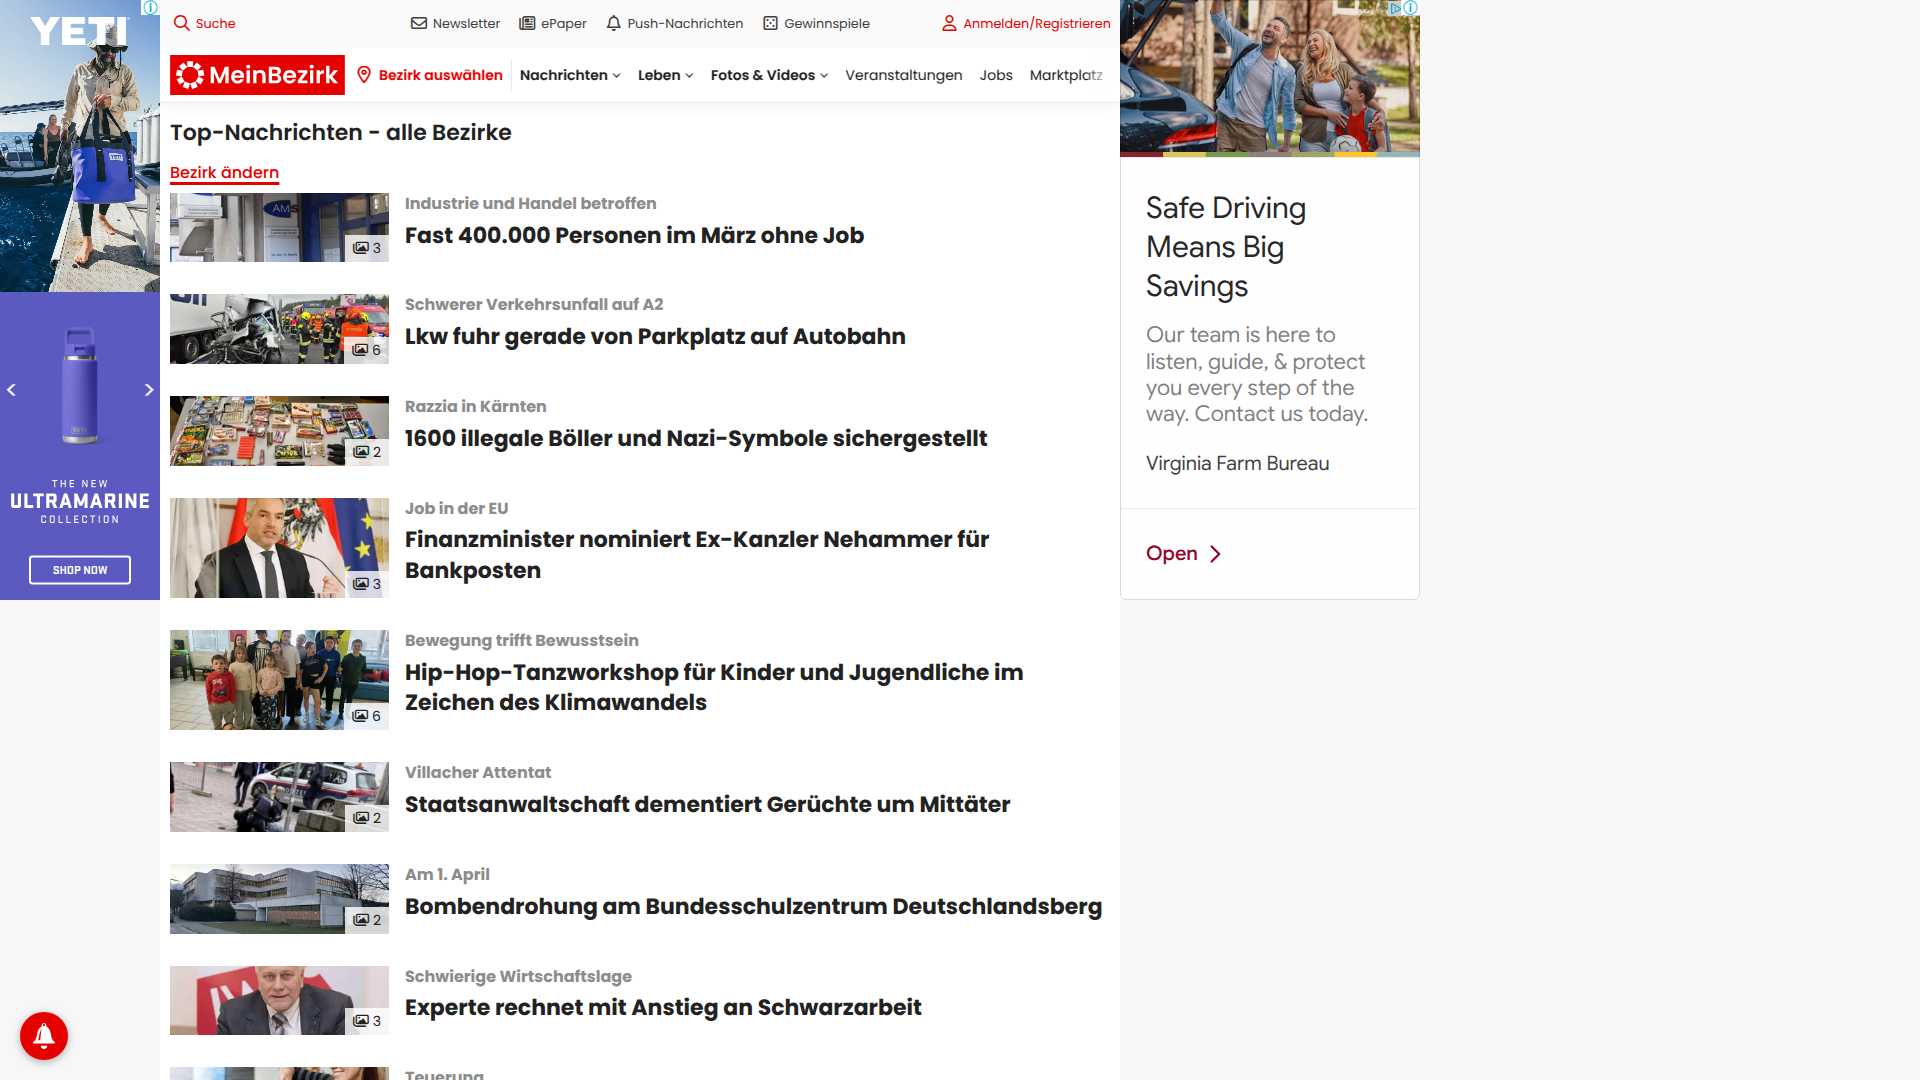 YETI
THE NEW
ULTRAMARINE
COLLECTION
SHOP NOW
Suche
Newsletter
ePaper
Push-Nachrichten
Gewinnspiele
Anmelden/Registrieren
MeinBezirk
Bezirk auswählen
Nachrichten
Leben
Fotos & Videos
Veranstaltungen
Jobs
Marktplatz
Top-Nachrichten - alle Bezirke
Bezirk ändern
AMS
3
Industrie und Handel betroffen
Fast 400.000 Personen im März ohne Job
6
Schwerer Verkehrsunfall auf A2
Lkw fuhr gerade von Parkplatz auf Autobahn
2
Razzia in Kärnten
1600 illegale Böller und Nazi-Symbole sichergestellt
3
Job in der EU
Finanzminister nominiert Ex-Kanzler Nehammer für
Bankposten
6
Bewegung trifft Bewusstsein
Hip-Hop-Tanzworkshop für Kinder und Jugendliche im
Zeichen des Klimawandels
2
Villacher Attentat
Staatsanwaltschaft dementiert Gerüchte um Mittäter
2
Am 1. April
Bombendrohung am Bundesschulzentrum Deutschlandsberg
3
Schwierige Wirtschaftslage
Experte rechnet mit Anstieg an Schwarzarbeit
Teuerung
Safe Driving
Means Big
Savings
Our team is here to
listen, guide, & protect
you every step of the
way. Contact us today.
Virginia Farm Bureau
Open